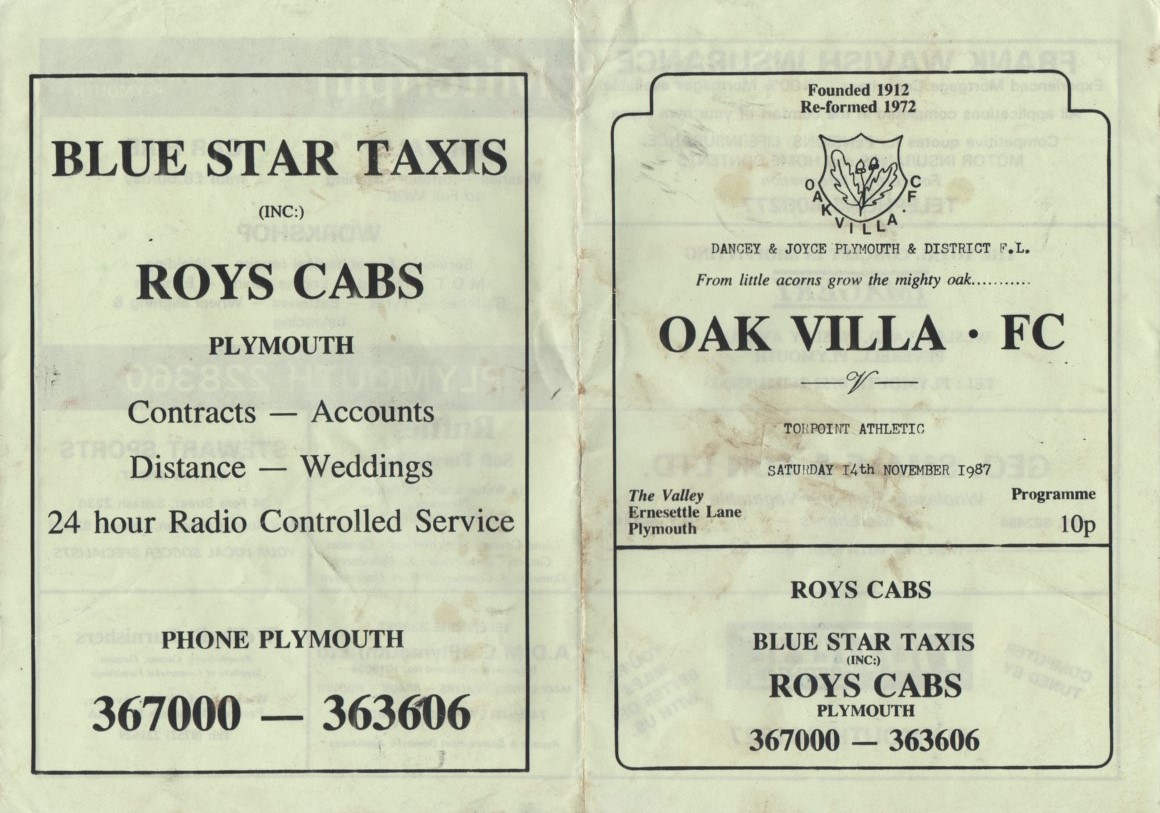 BLUE STAR TAXIS
(INC:)
ROYS CABS
PLYMOUTH
Contracts — Accounts
Distance — Weddings
24 hour Radio Controlled Service
PHONE PLYMOUTH
367000 — 363606
Founded 1912
Re-formed 1972
OAK VILLA. F.C
DANCEY & JOYCE PLYMOUTH & DISTRICT F.L.
From little acorns grow the mighty oak..........
OAK VILLA · FC
V
TORPOINT ATHLETIC
SATURDAY 14th NOVEMBER 1987
The Valley
Ernesettle Lane
Plymouth
Programme
10p
ROYS CABS
BLUE STAR TAXIS
(INC:)
ROYS CABS
PLYMOUTH
367000 — 363606